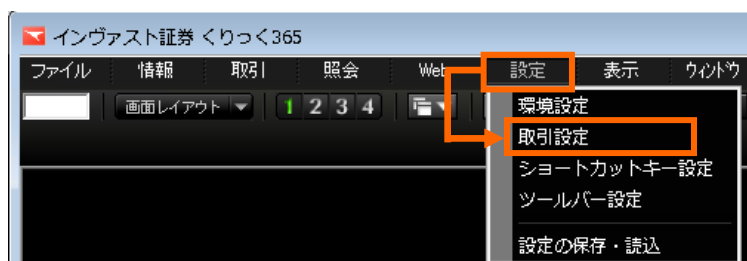 インヴァスト証券 くりっく365
ファイル 情報 取引 照会 Web 設定 表示 ウィンドウ
画面レイアウト 1 2 3 4
環境設定
取引設定
ショートカットキー設定
ツールバー設定
設定の保存・読込